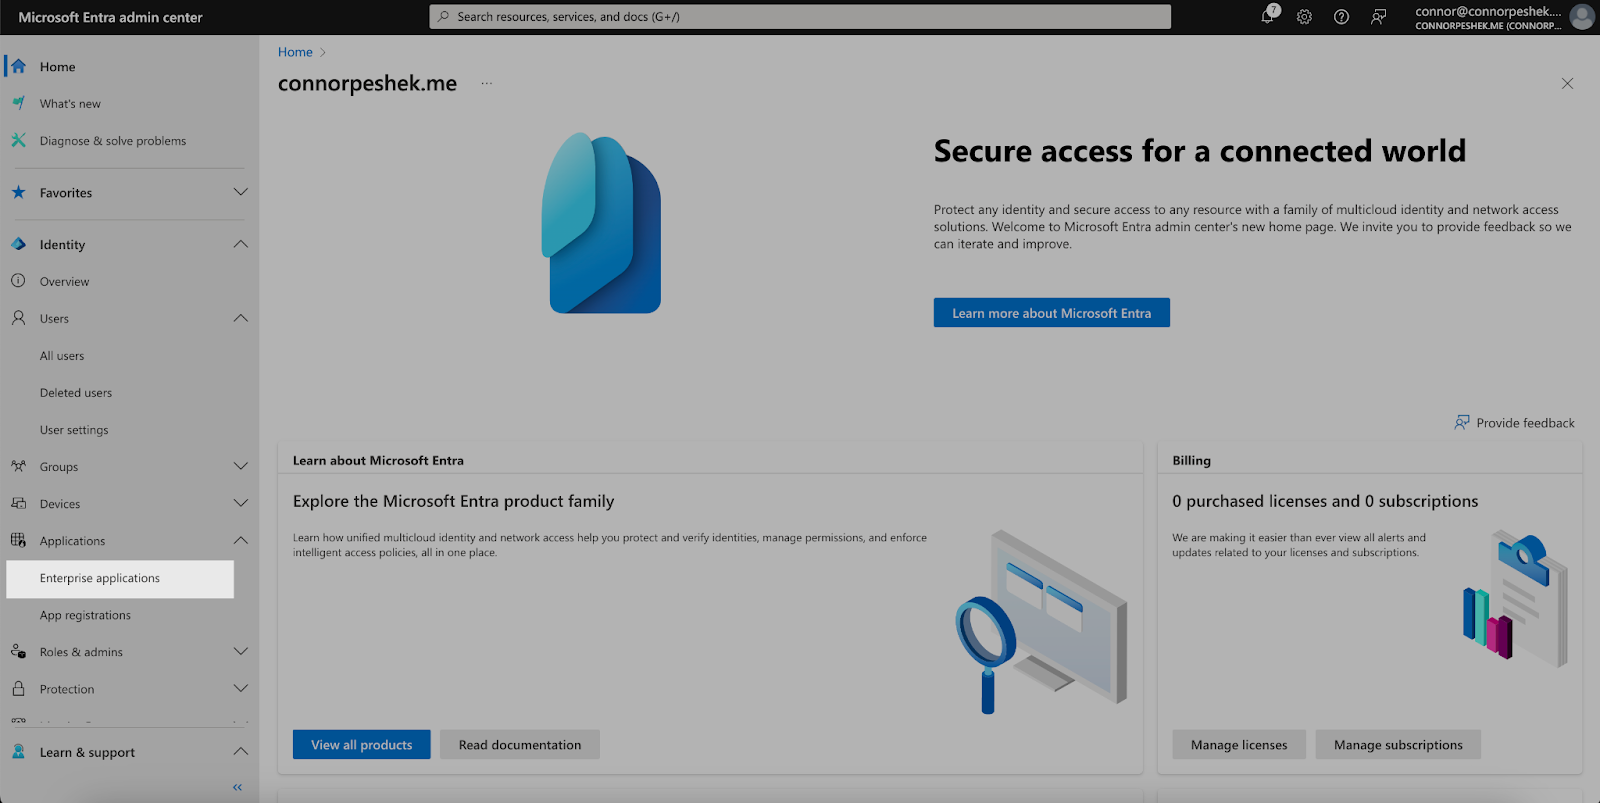 Microsoft Entra admin center
Search resources, services, and docs (G+/)
7
connor@connorpeshek....
CONNORPESHEK.ME (CONNORP...
Home
What's new
Diagnose & solve problems
Favorites
Identity
Overview
Users
All users
Deleted users
User settings
Groups
Devices
Applications
Enterprise applications
App registrations
Roles & admins
Protection
Learn & support
Home
connorpeshek.me
...
Secure access for a connected world
Protect any identity and secure access to any resource with a family of multicloud identity and network access
solutions. Welcome to Microsoft Entra admin center's new home page. We invite you to provide feedback so we
can iterate and improve.
Learn more about Microsoft Entra
Provide feedback
Learn about Microsoft Entra
Explore the Microsoft Entra product family
Learn how unified multicloud identity and network access help you protect and verify identities, manage permissions, and enforce
intelligent access policies, all in one place.
View all products
Read documentation
Billing
0 purchased licenses and 0 subscriptions
We are making it easier than ever view all alerts and
updates related to your licenses and subscriptions.
Manage licenses
Manage subscriptions